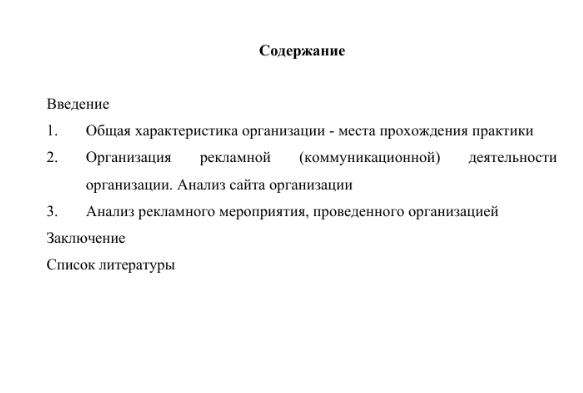 Содержание
Введение
1. Общая характеристика организации - места прохождения практики
2. Организация рекламной (коммуникационной) деятельности
организации. Анализ сайта организации
3. Анализ рекламного мероприятия, проведенного организацией
Заключение
Список литературы